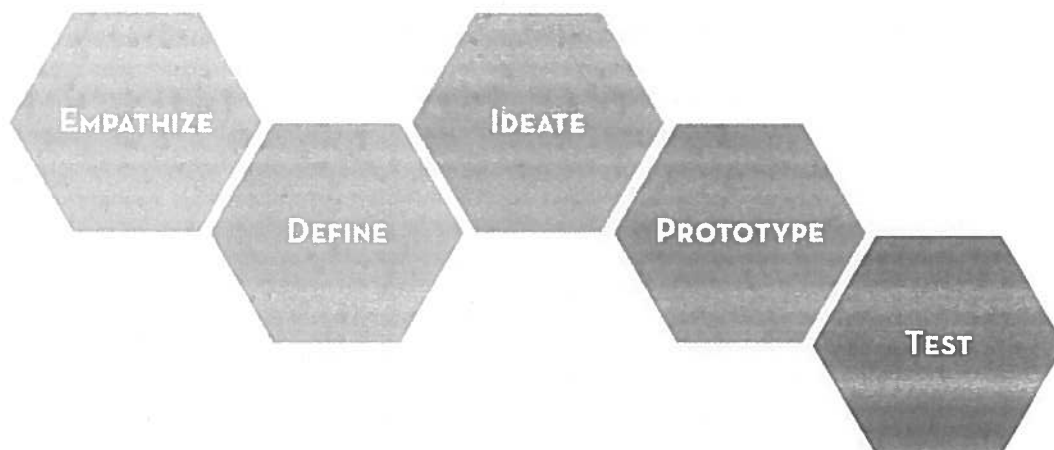 EMPATHIZE
DEFINE
IDEATE
PROTOTYPE
TEST